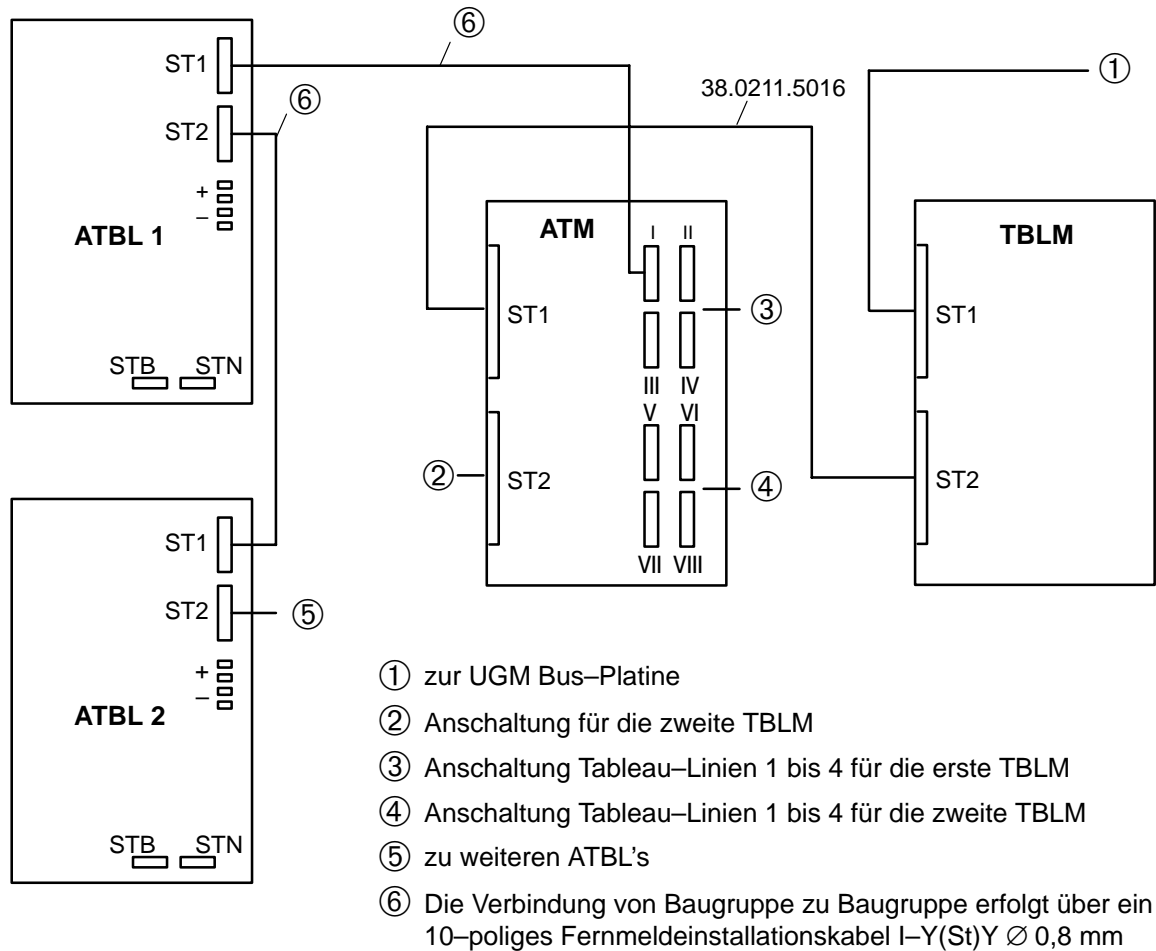 ⑥
ST1
①
⑥
38.0211.5016
ST2
+
–
ATBL 1
ATM
I II
TBLM
ST1
③
ST1
STB STN
III IV
V VI
②
ST2
④
ST2
VII VIII
ST1
ST2
⑤
+
–
ATBL 2
STB STN
① zur UGM Bus–Platine
② Anschaltung für die zweite TBLM
③ Anschaltung Tableau–Linien 1 bis 4 für die erste TBLM
④ Anschaltung Tableau–Linien 1 bis 4 für die zweite TBLM
⑤ zu weiteren ATBL's
⑥ Die Verbindung von Baugruppe zu Baugruppe erfolgt über ein
10–poliges Fernmeldeinstallationskabel I–Y(St)Y ∅ 0,8 mm